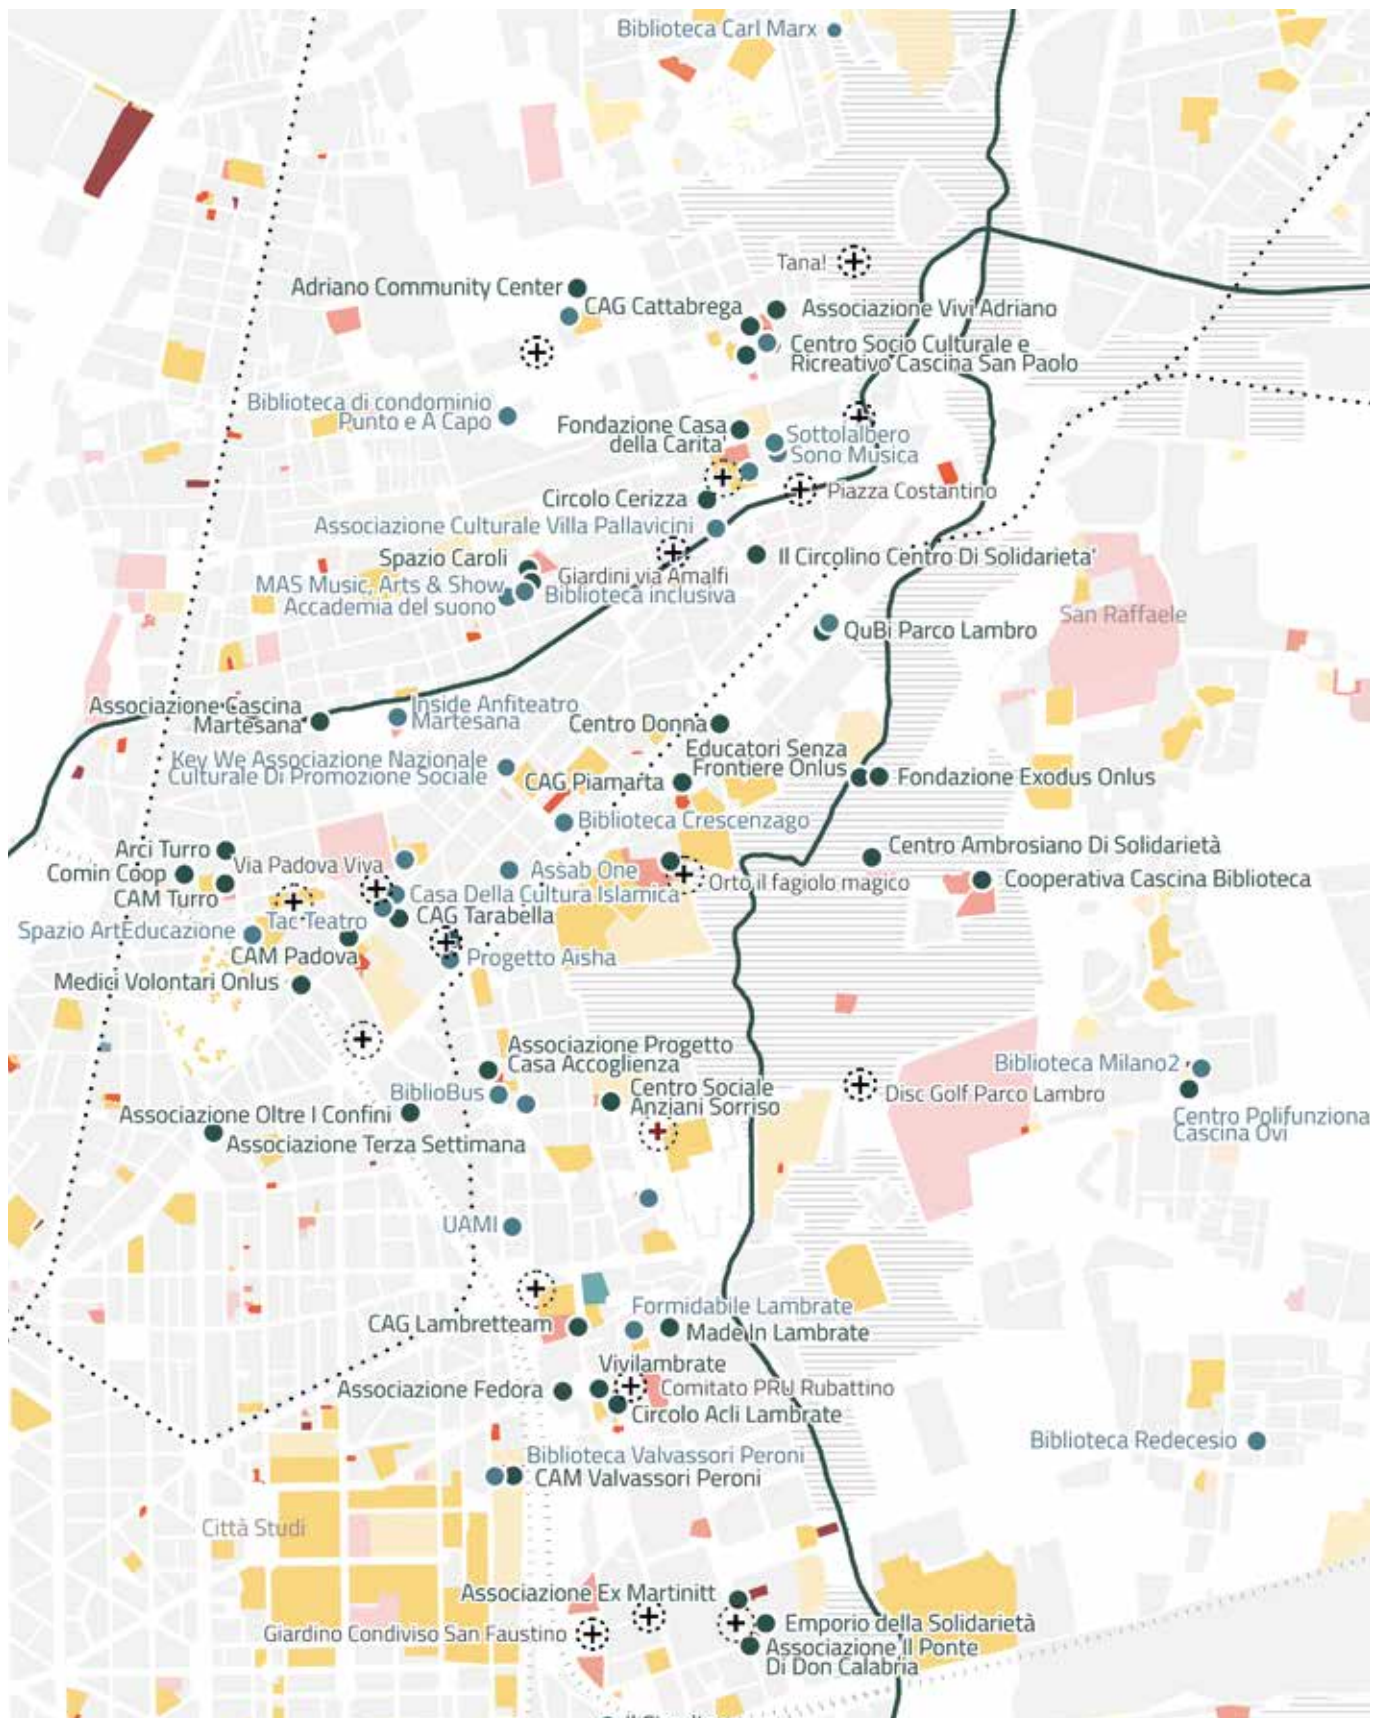 Biblioteca Carl Marx
Tana!
Adriano Community Center
CAG Cattabrega
Associazione Vivi Adriano
Centro Socio Culturale e
Ricreativo Cascina San Paolo
Biblioteca di condominio
Punto e A Capo
Fondazione Casa
della Carita'
Sottolalbero
Sono Musica
Circolo Cerizza
Piazza Costantino
Associazione Culturale Villa Pallavicini
Spazio Caroli
Il Circolino Centro Di Solidarieta'
Giardini via Amalfi
MAS Music, Arts & Show
Biblioteca inclusiva
Accademia del suono
San Raffaele
QuBi Parco Lambro
Associazione Cascina
Martesana
Inside Anfiteatro
Martesana
Centro Donna
Educatori Senza
Frontiere Onlus
Key We Associazione Nazionale
Culturale Di Promozione Sociale
CAG Piamarta
Fondazione Exodus Onlus
Biblioteca Crescenzago
Arci Turro
Via Padova Viva
Centro Ambrosiano Di Solidarietà
Comin Coop
Assab One
Orto il fagiolo magico
Cooperativa Cascina Biblioteca
CAM Turro
Casa Della Cultura Islamica
Tac Teatro
CAG Tarabella
Spazio ArtEducazione
CAM Padova
Progetto Aisha
Medici Volontari Onlus
Associazione Progetto
Casa Accoglienza
Biblioteca Milano2
BiblioBus
Centro Sociale
Anziani Sorriso
Disc Golf Parco Lambro
Associazione Oltre I Confini
Centro Polifunziona
Cascina Ovi
Associazione Terza Settimana
UAMI
Formidabile Lambrate
CAG Lambretteam
Made In Lambrate
Vivilambrate
Associazione Fedora
Comitato PRU Rubattino
Circolo Acli Lambrate
Biblioteca Redecesio
Biblioteca Valvassori Peroni
CAM Valvassori Peroni
Città Studi
Associazione Ex Martinitt
Giardino Condiviso San Faustino
Emporio della Solidarietà
Associazione Il Ponte
Di Don Calabria